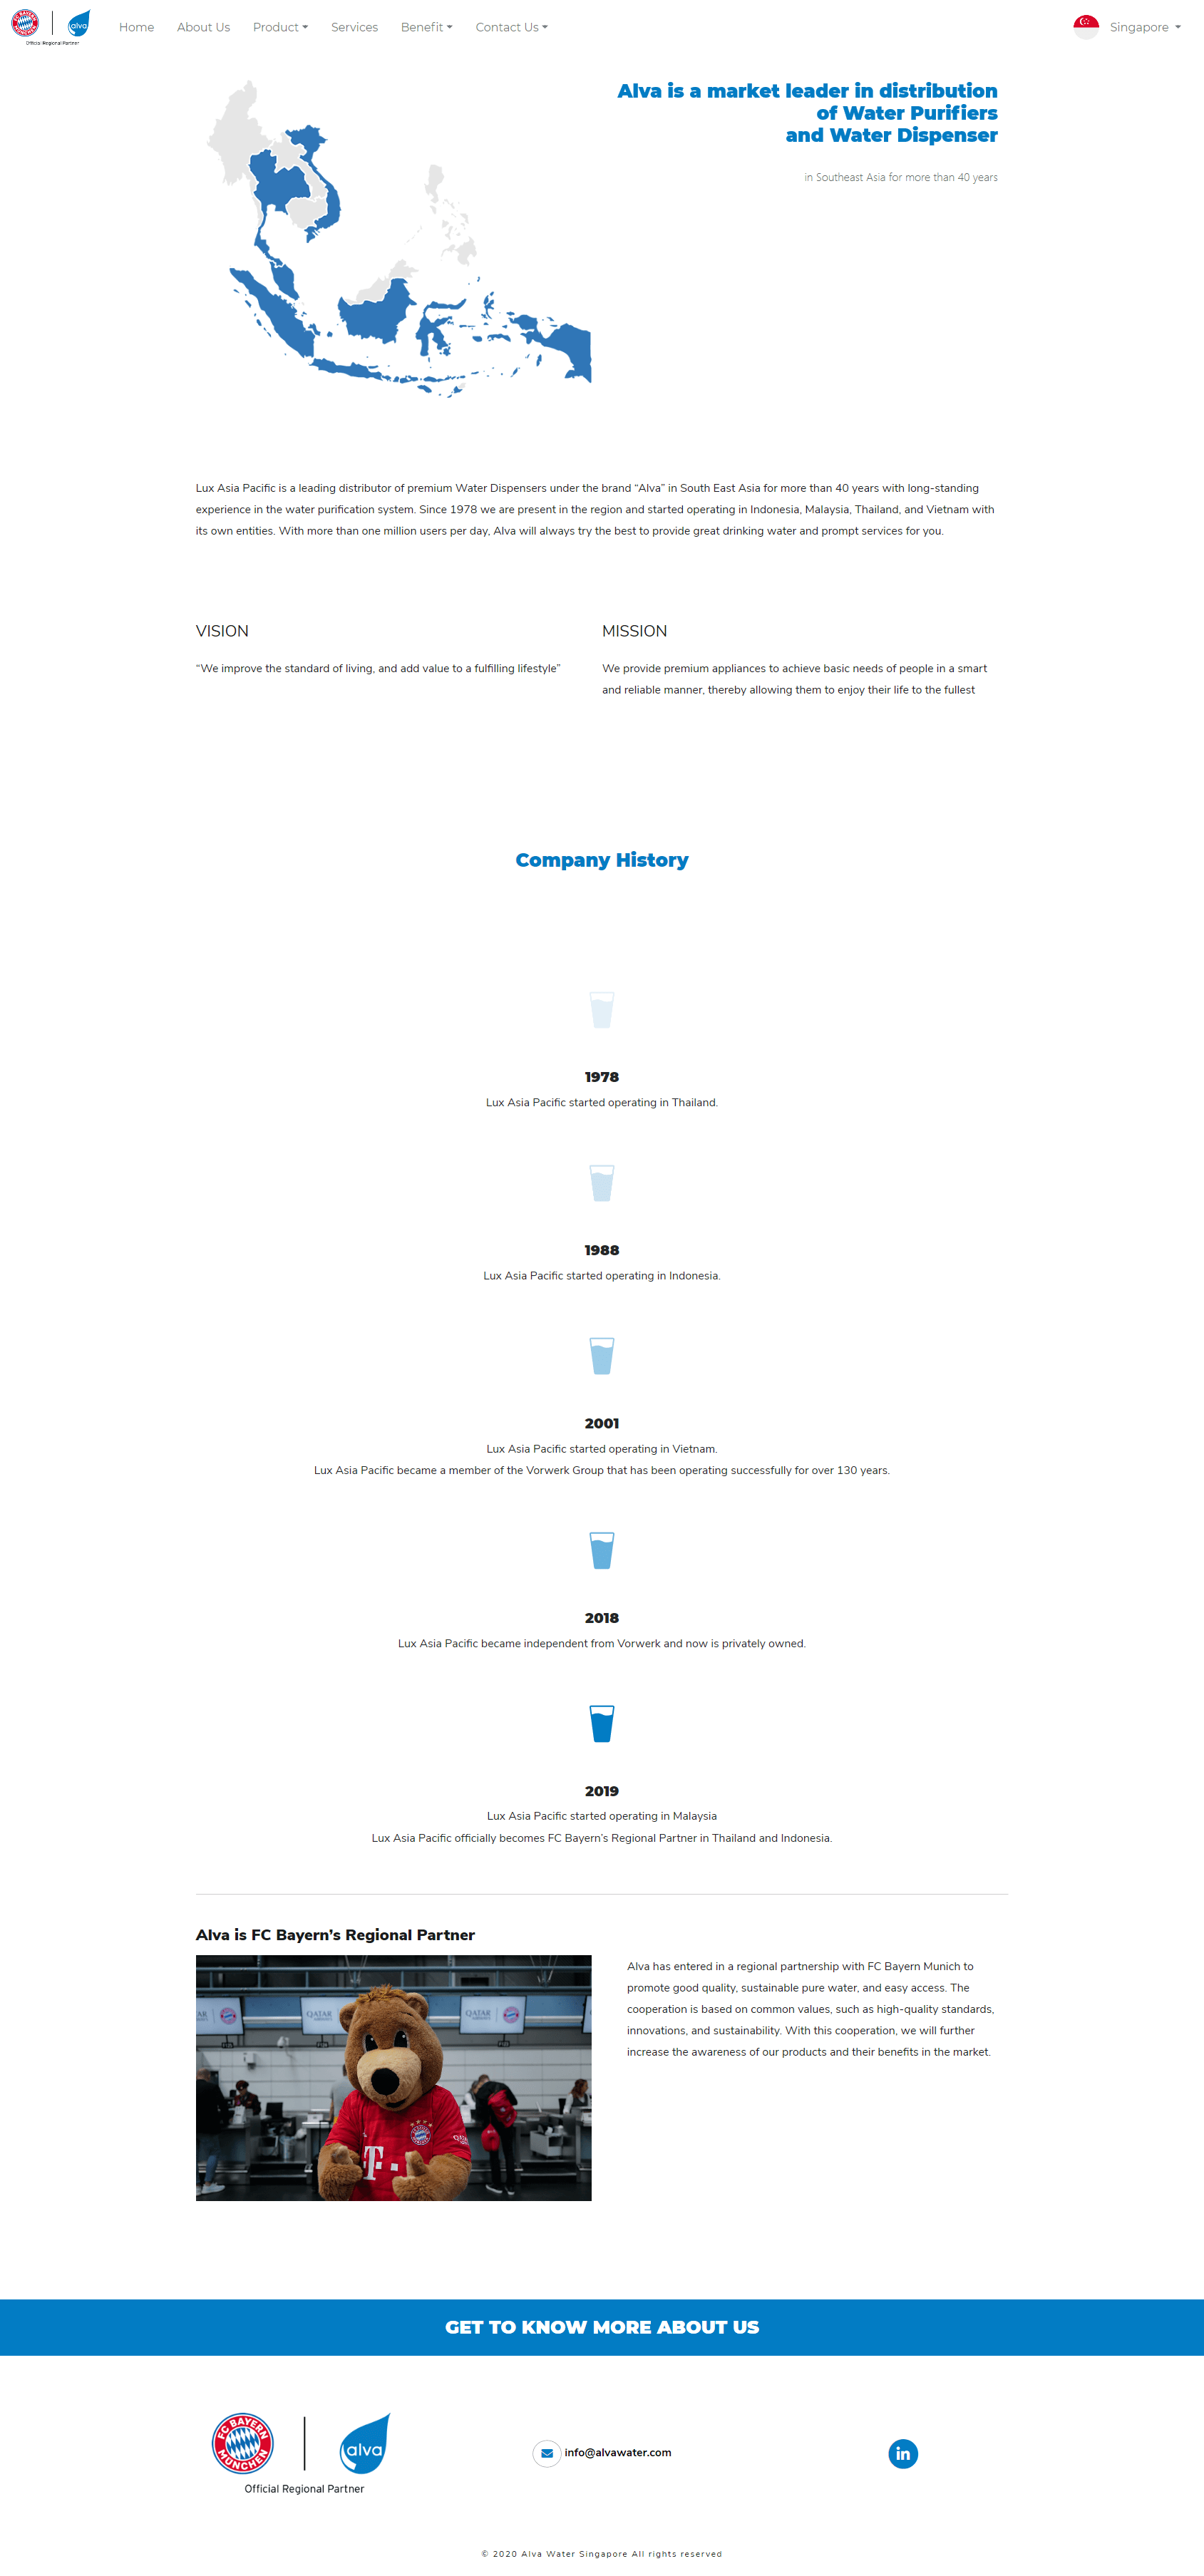 FC BAYERN MÜNCHEN
alva
Official Regional Partner
Home
About Us
Product
Services
Benefit
Contact Us
Singapore
Alva is a market leader in distribution
of Water Purifiers
and Water Dispenser
in Southeast Asia for more than 40 years
Lux Asia Pacific is a leading distributor of premium Water Dispensers under the brand “Alva” in South East Asia for more than 40 years with long-standing
experience in the water purification system. Since 1978 we are present in the region and started operating in Indonesia, Malaysia, Thailand, and Vietnam with
its own entities. With more than one million users per day, Alva will always try the best to provide great drinking water and prompt services for you.
VISION
“We improve the standard of living, and add value to a fulfilling lifestyle”
MISSION
We provide premium appliances to achieve basic needs of people in a smart
and reliable manner, thereby allowing them to enjoy their life to the fullest
Company History
1978
Lux Asia Pacific started operating in Thailand.
1988
Lux Asia Pacific started operating in Indonesia.
2001
Lux Asia Pacific started operating in Vietnam.
Lux Asia Pacific became a member of the Vorwerk Group that has been operating successfully for over 130 years.
2018
Lux Asia Pacific became independent from Vorwerk and now is privately owned.
2019
Lux Asia Pacific started operating in Malaysia
Lux Asia Pacific officially becomes FC Bayern’s Regional Partner in Thailand and Indonesia.
Alva is FC Bayern’s Regional Partner
QATAR
QATAR
T
Alva has entered in a regional partnership with FC Bayern Munich to
promote good quality, sustainable pure water, and easy access. The
cooperation is based on common values, such as high-quality standards,
innovations, and sustainability. With this cooperation, we will further
increase the awareness of our products and their benefits in the market.
GET TO KNOW MORE ABOUT US
FC BAYERN MÜNCHEN
alva
Official Regional Partner
info@alvawater.com
in
© 2020 Alva Water Singapore All rights reserved